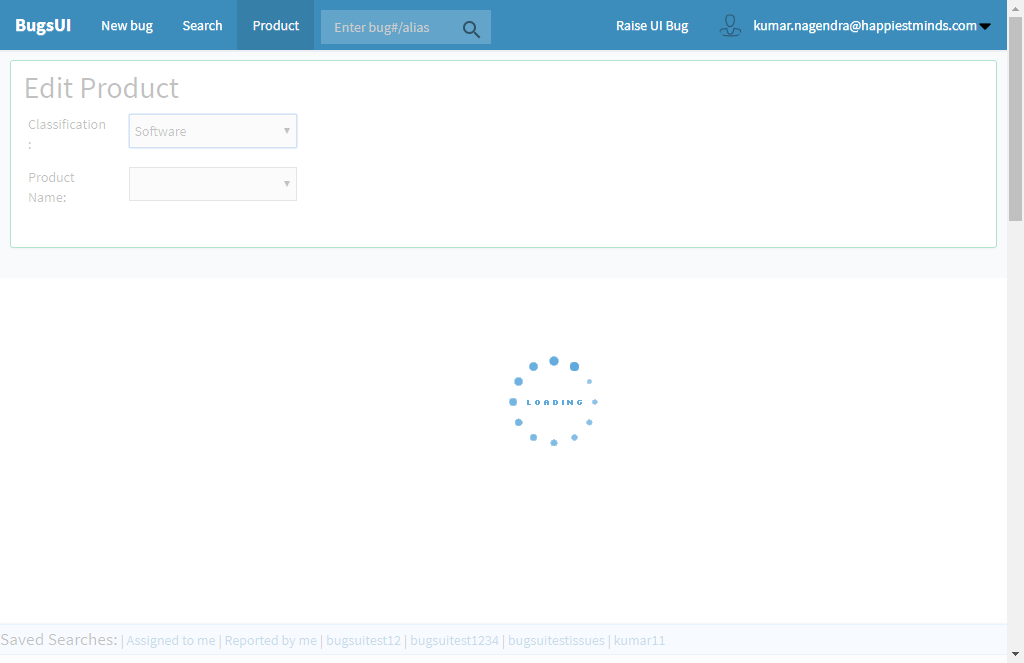 BugsUI New bug Search Product Enter bug#/alias Raise UI Bug kumar.nagendra@happiestminds.com
Edit Product
Classification
:
Software
Product
Name:
LOADING
Saved Searches: | Assigned to me | Reported by me | bugsuitest12 | bugsuitest1234 | bugsuitestissues | kumar11